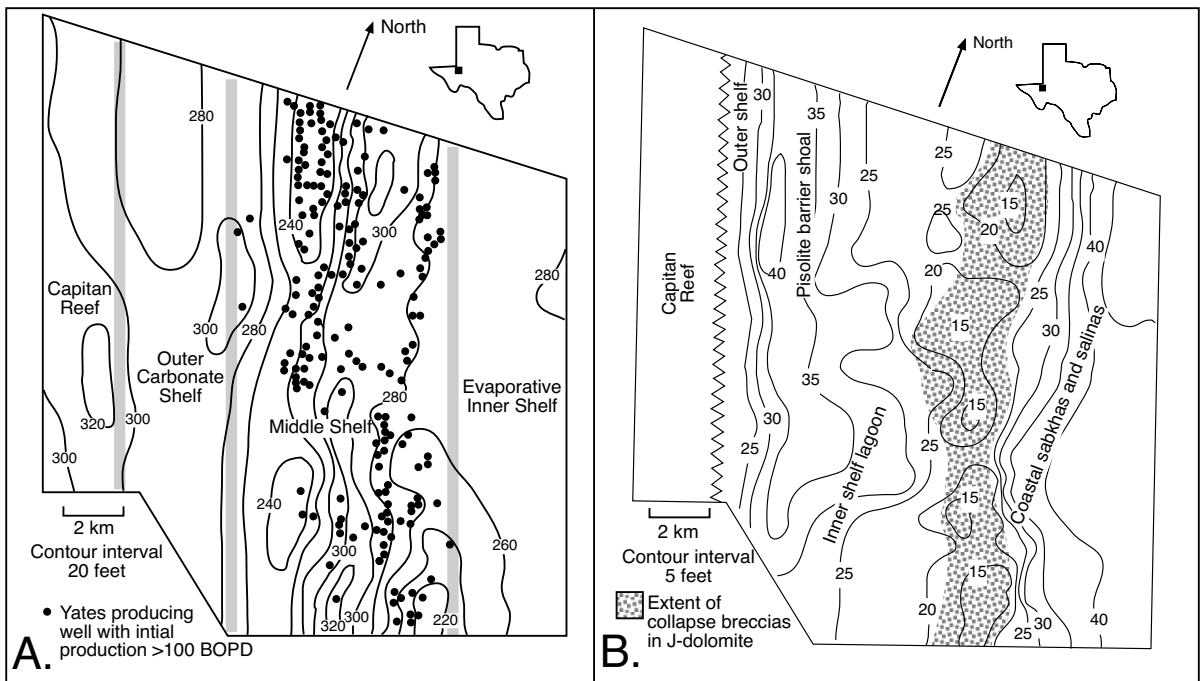 North
280
240
300
280
Capitan
Reef
300
280
Outer
Carbonate
Shelf
Evaporative
Inner Shelf
280
320
300
Middle Shelf
300
240
300
260
2 km
Contour interval
20 feet
300
320
220
Yates producing
well with intial
production >100 BOPD
A.
North
Outer shelf
30
35
25
Pisolite barrier shoal
30
25
15
20
40
40
Capitan
Reef
20
25
15
30
35
15
30
25
25
Inner shelf lagoon
Coastal sabkhas and salinas
15
2 km
Contour interval
5 feet
25
15
20
40
30
25
Extent of
collapse breccias
in J-dolomite
B.